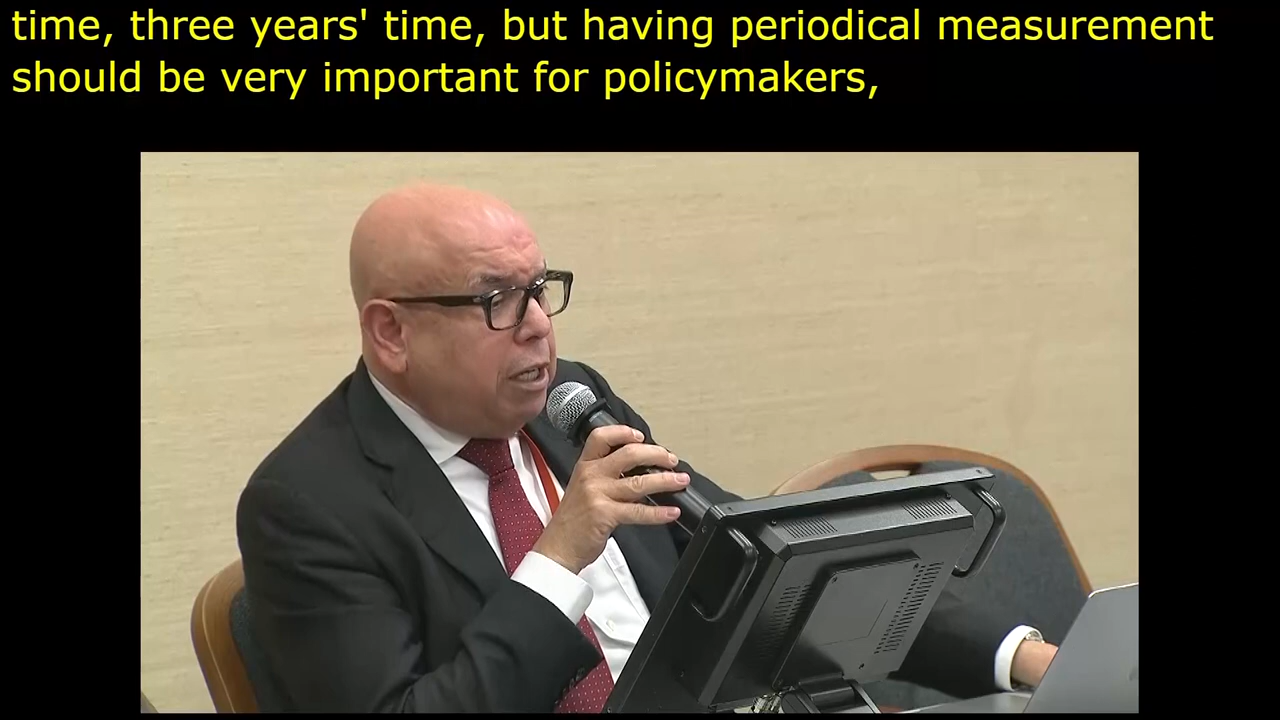 time, three years' time, but having periodical measurement
should be very important for policymakers,